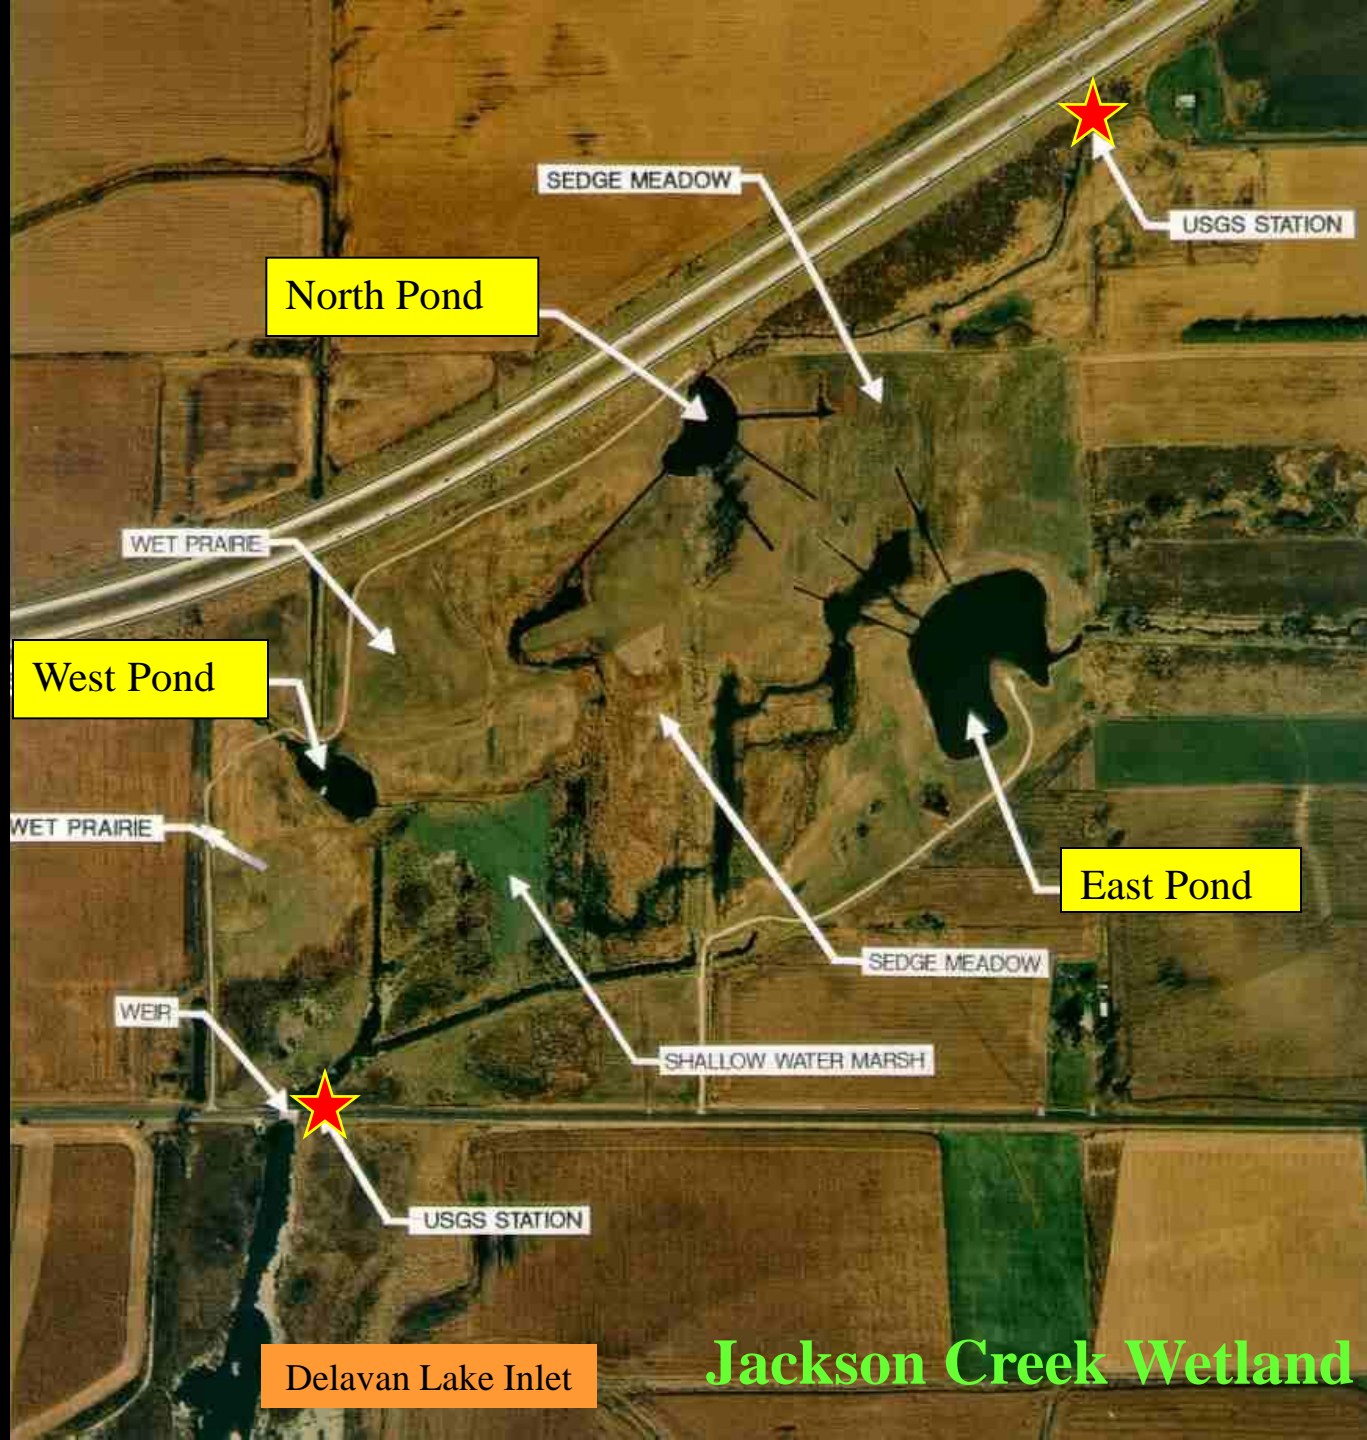 SEDGE MEADOW
USGS STATION
North Pond
WET PRAIRIE
West Pond
WET PRAIRIE
East Pond
SEDGE MEADOW
WEIR
SHALLOW WATER MARSH
USGS STATION
Delavan Lake Inlet
Jackson Creek Wetland